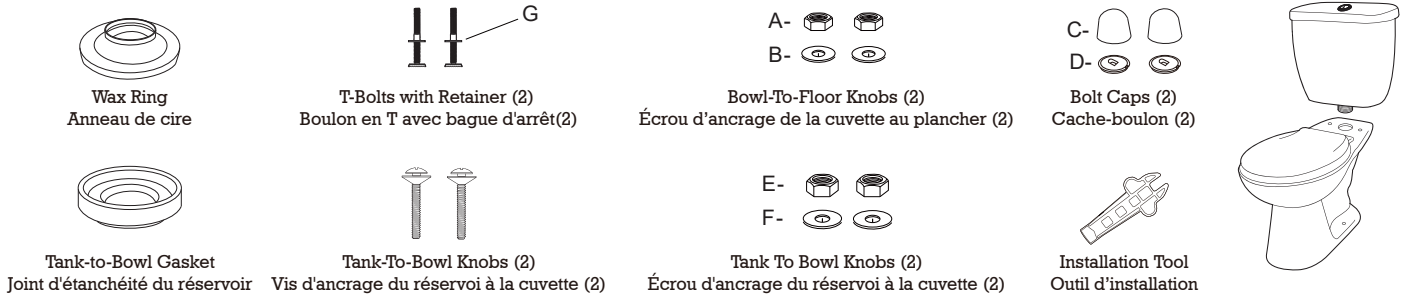 G
A-
B-
C-
D-
Wax Ring
Anneau de cire
T-Bolts with Retainer (2)
Boulon en T avec bague d'arrêt(2)
Bowl-To-Floor Knobs (2)
Écrou d'ancrage de la cuvette au plancher (2)
Bolt Caps (2)
Cache-boulon (2)
E-
F-
Tank-to-Bowl Gasket
Joint d'étanchéité du réservoir
Tank-To-Bowl Knobs (2)
Vis d'ancrage du réservoi à la cuvette (2)
Tank To Bowl Knobs (2)
Écrou d'ancrage du réservoi à la cuvette (2)
Installation Tool
Outil d'installation